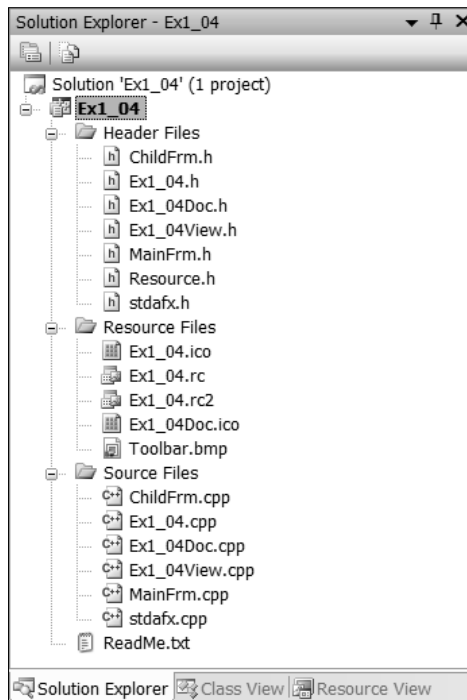 Solution Explorer - Ex1_04
Solution 'Ex1_04' (1 project)
Ex1_04
Header Files
h ChildFrm.h
h Ex1_04.h
h Ex1_04Doc.h
h Ex1_04View.h
h MainFrm.h
h Resource.h
h stdafx.h
Resource Files
Ex1_04.ico
Ex1_04.rc
Ex1_04.rc2
Ex1_04Doc.ico
Toolbar.bmp
Source Files
C++ ChildFrm.cpp
C++ Ex1_04.cpp
C++ Ex1_04Doc.cpp
C++ Ex1_04View.cpp
C++ MainFrm.cpp
C++ stdafx.cpp
ReadMe.txt
Solution Explorer Class View Resource View